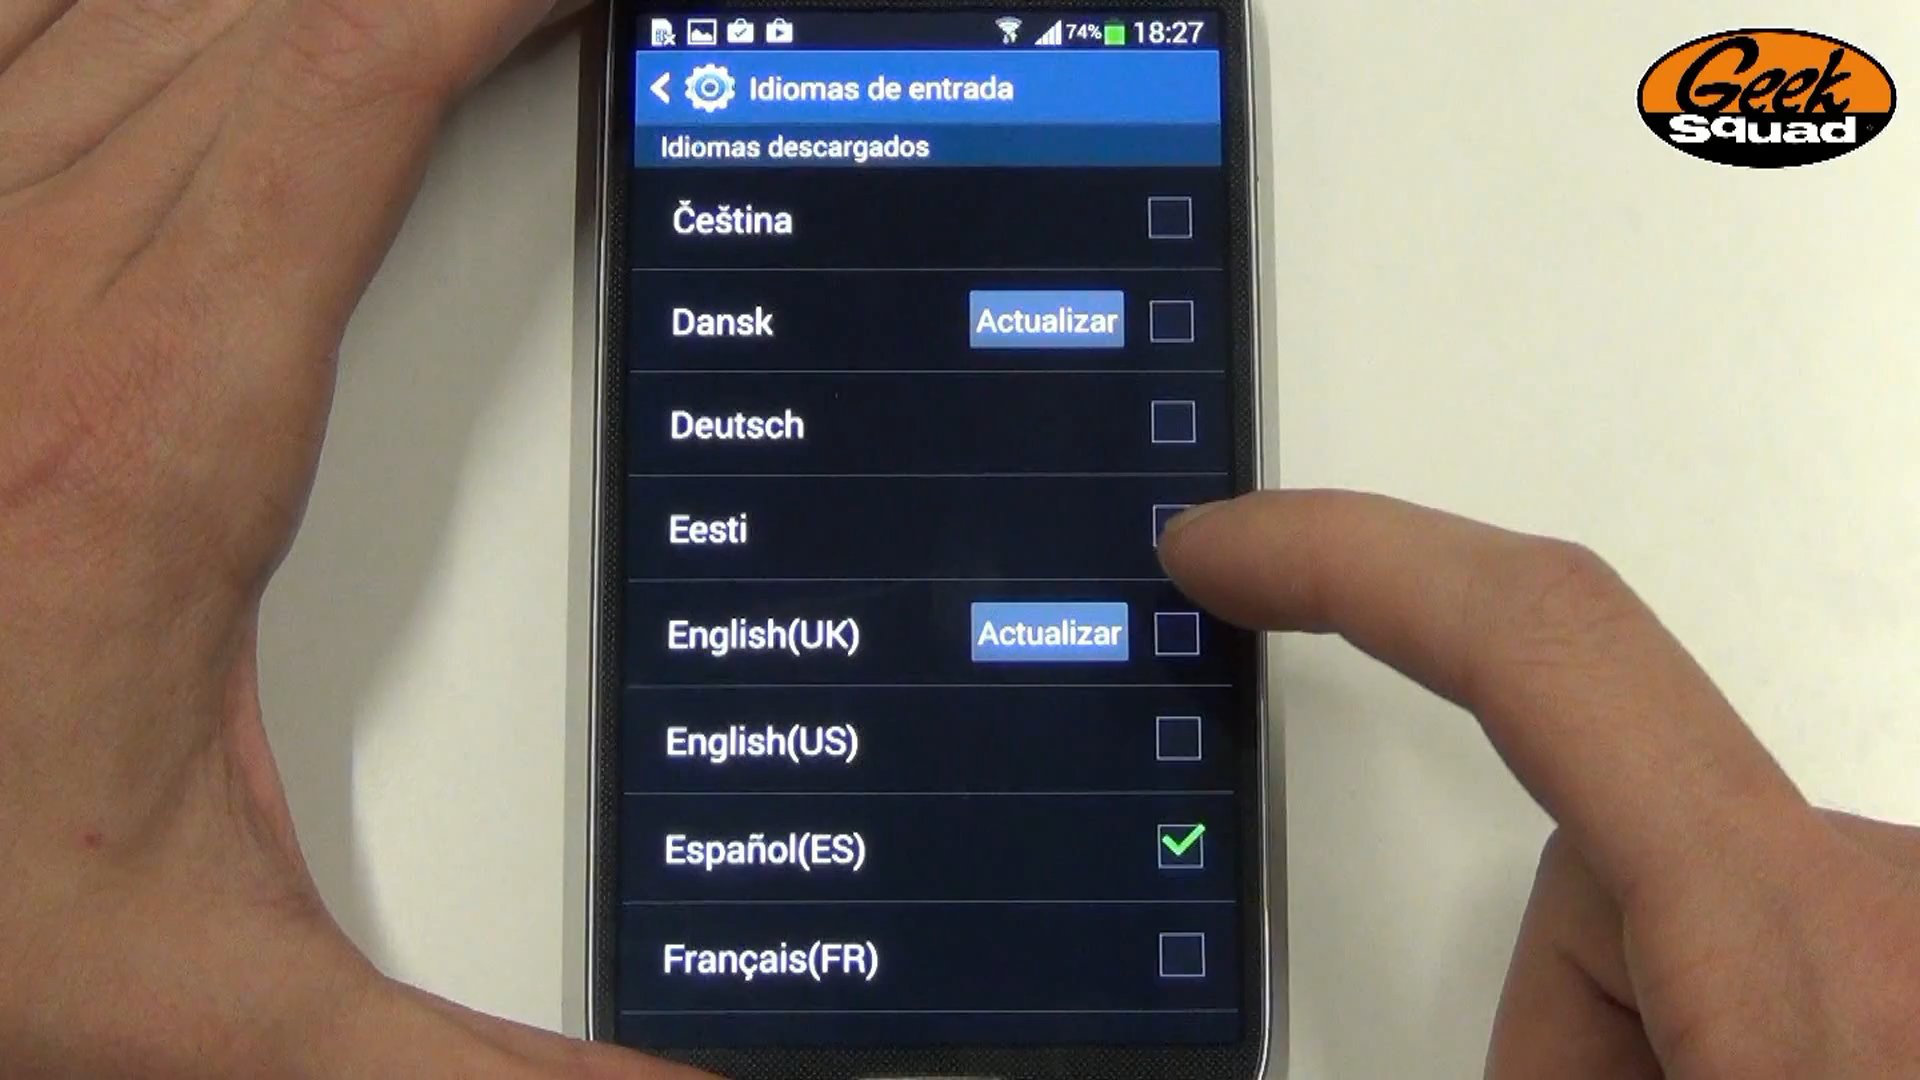 74% 18:27
Idiomas de entrada
Idiomas descargados
Čeština
Dansk Actualizar
Deutsch
Eesti
English(UK) Actualizar
English(US)
Español(ES)
Français(FR)
Geek
Squad